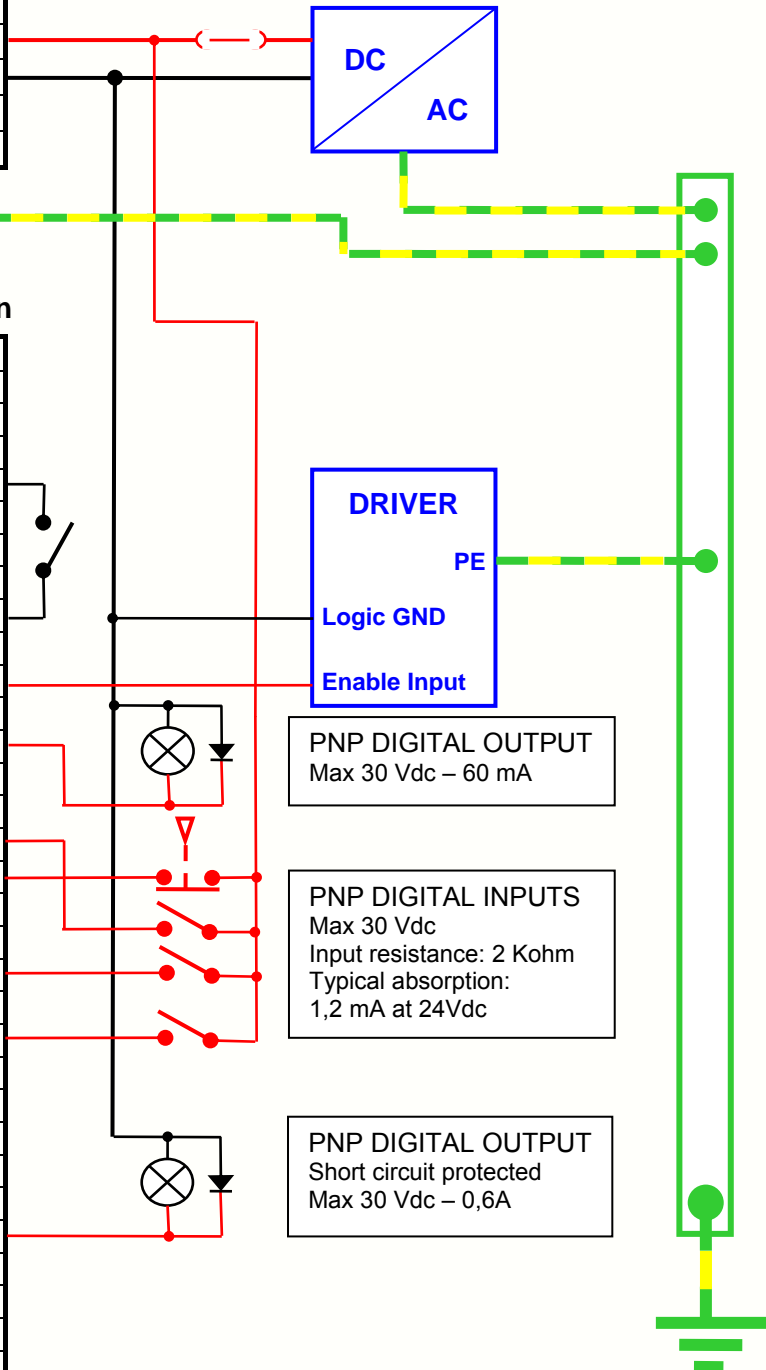 DC
AC
n
DRIVER
PE
Logic GND
Enable Input
PNP DIGITAL OUTPUT
Max 30 Vdc – 60 mA
PNP DIGITAL INPUTS
Max 30 Vdc
Input resistance: 2 Kohm
Typical absorption:
1,2 mA at 24Vdc
PNP DIGITAL OUTPUT
Short circuit protected
Max 30 Vdc – 0,6A